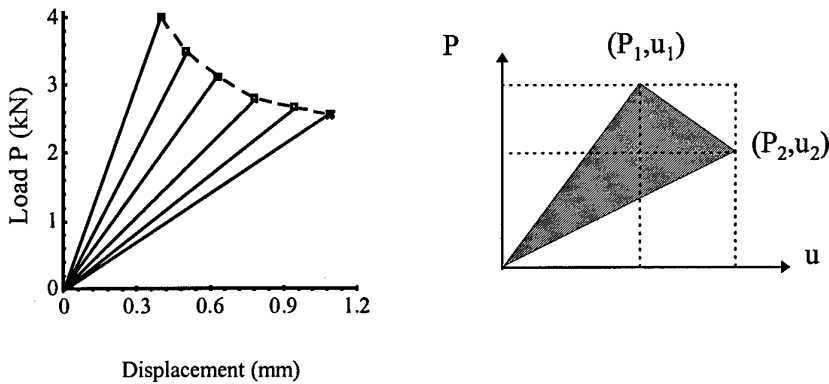 4
3
2
1
0
Load P (kN)
0
0.3
0.6
0.9
1.2
Displacement (mm)
P
(P₁,u₁)
(P₂,u₂)
u